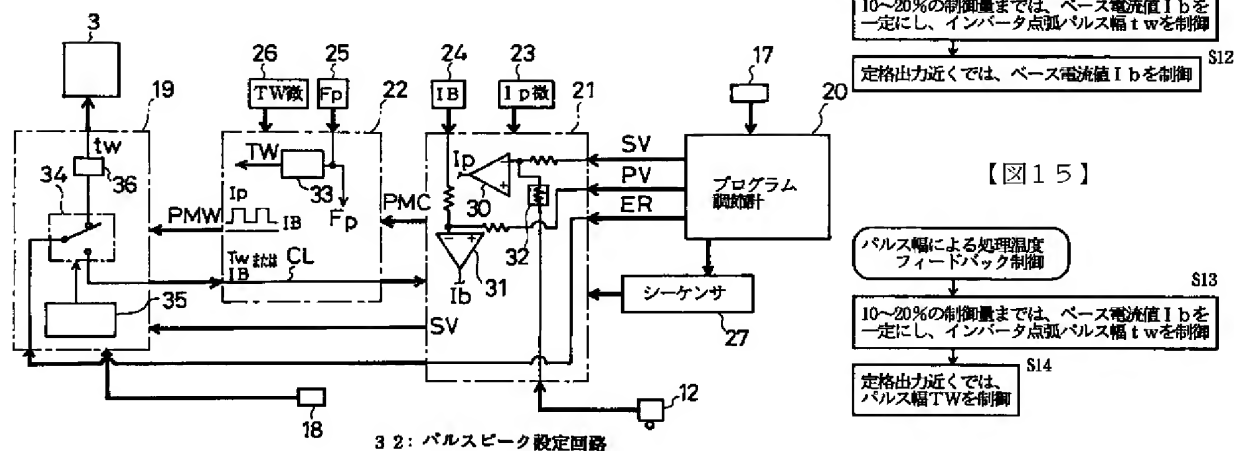 10～20%の制御量までは、ベース電流値Ｉｂを
一定にし、インバータ点弧パルス幅ｔｗを制御
S12
定格出力近くでは、ベース電流値Ｉｂを制御
3
26
25
24
23
17
TW微
Fp
IB
Ip微
19
22
21
20
tw
36
34
TW
33
Fp
Ip
30
32
SV
PV
ER
プログラム
調節計
Ip
IB
PMW
PMC
Twまたは
IB
CL
31
Ib
35
SV
シーケンサ
27
18
12
32：パルスピーク設定回路
【図１５】
パルス幅による処理温度
フィードバック制御
S13
10～20%の制御量までは、ベース電流値Ｉｂを
一定にし、インバータ点弧パルス幅ｔｗを制御
S14
定格出力近くでは、
パルス幅TWを制御